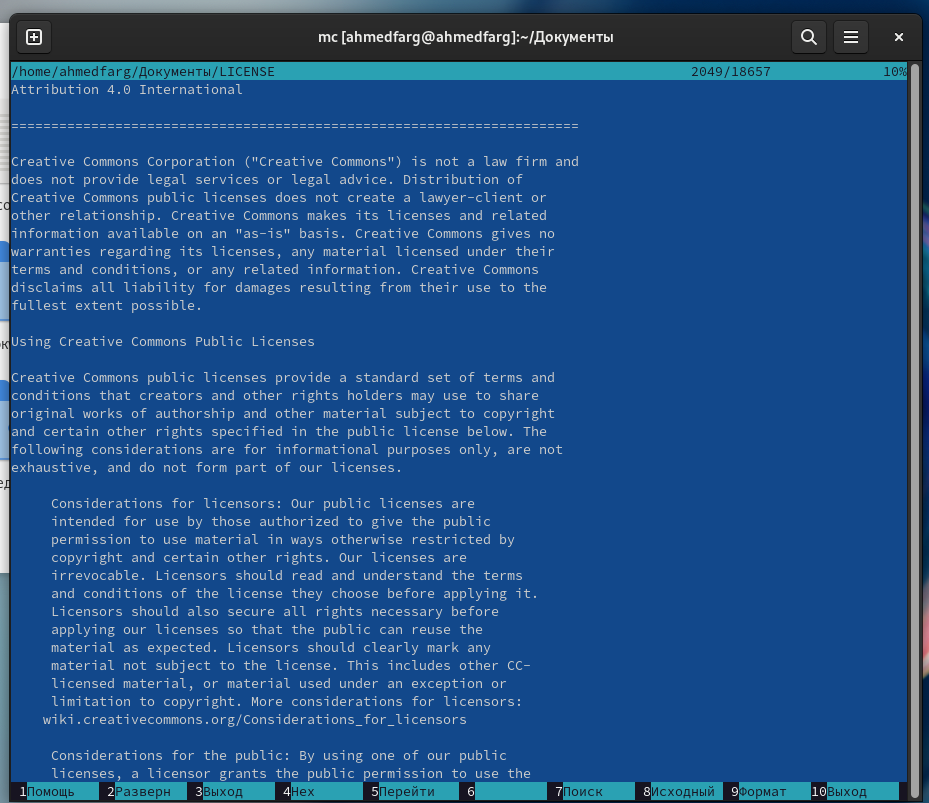 mc [ahmedfarg@ahmedfarg]:~/Документы
/home/ahmedfarg/Документы/LICENSE 2049/18657 10%
Attribution 4.0 International
=======================================================================
Creative Commons Corporation ("Creative Commons") is not a law firm and
does not provide legal services or legal advice. Distribution of
Creative Commons public licenses does not create a lawyer-client or
other relationship. Creative Commons makes its licenses and related
information available on an "as-is" basis. Creative Commons gives no
warranties regarding its licenses, any material licensed under their
terms and conditions, or any related information. Creative Commons
disclaims all liability for damages resulting from their use to the
fullest extent possible.
Using Creative Commons Public Licenses
Creative Commons public licenses provide a standard set of terms and
conditions that creators and other rights holders may use to share
original works of authorship and other material subject to copyright
and certain other rights specified in the public license below. The
following considerations are for informational purposes only, are not
exhaustive, and do not form part of our licenses.
Considerations for licensors: Our public licenses are
intended for use by those authorized to give the public
permission to use material in ways otherwise restricted by
copyright and certain other rights. Our licenses are
irrevocable. Licensors should read and understand the terms
and conditions of the license they choose before applying it.
Licensors should also secure all rights necessary before
applying our licenses so that the public can reuse the
material as expected. Licensors should clearly mark any
material not subject to the license. This includes other CC-
licensed material, or material used under an exception or
limitation to copyright. More considerations for licensors:
wiki.creativecommons.org/Considerations_for_licensors
Considerations for the public: By using one of our public
licenses, a licensor grants the public permission to use the
1Помощь 2Разверн 3Выход 4Hex 5Перейти 6 7Поиск 8Исходный 9Формат 10Выход